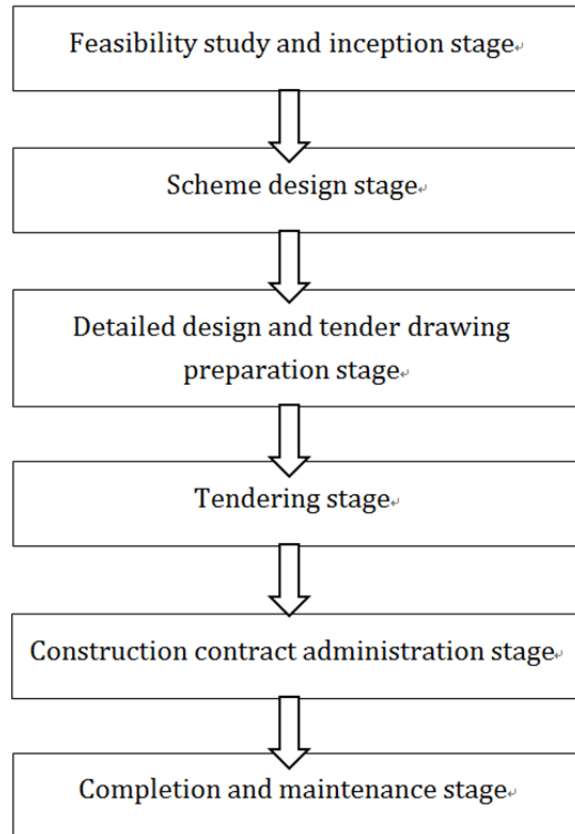 Feasibility study and inception stage
Scheme design stage
Detailed design and tender drawing
preparation stage
Tendering stage
Construction contract administration stage
Completion and maintenance stage